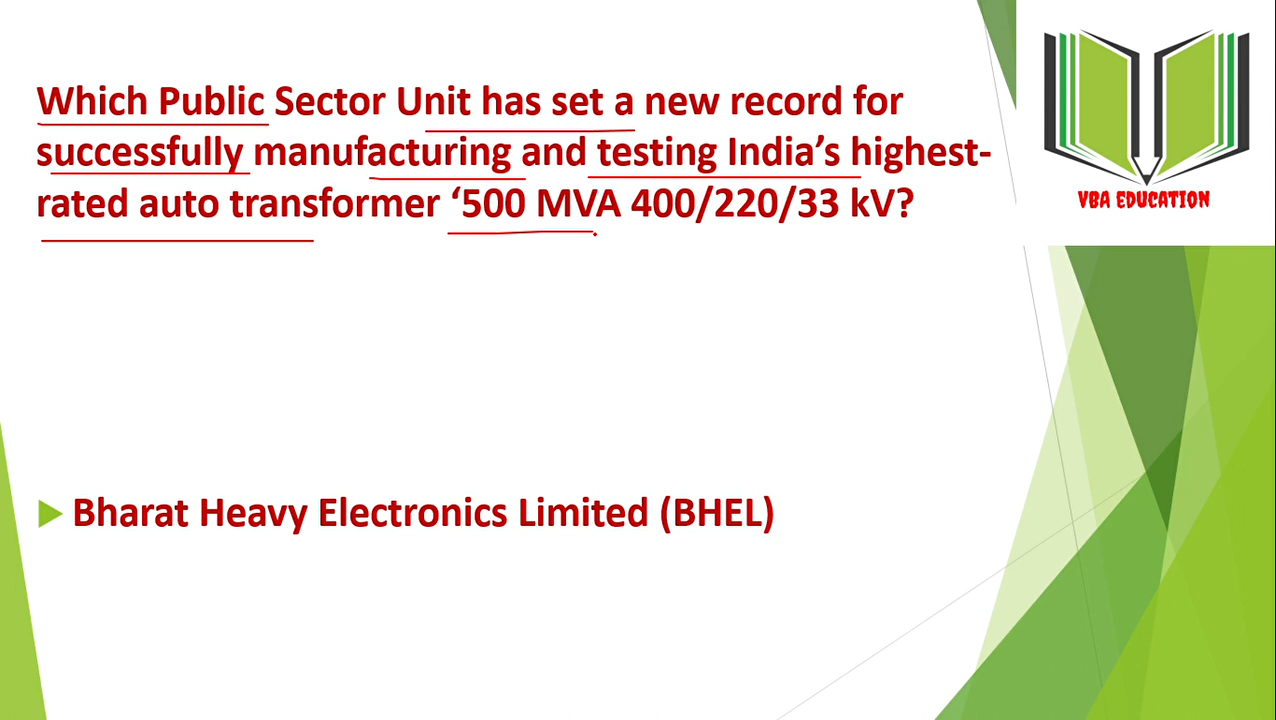 Which Public Sector Unit has set a new record for
successfully manufacturing and testing India’s highest-
rated auto transformer ‘500 MVA 400/220/33 kV?
VBA EDUCATION
Bharat Heavy Electronics Limited (BHEL)